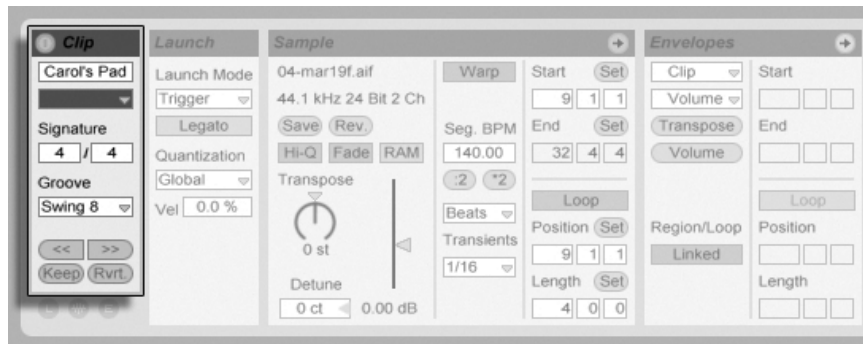 Clip
Carol's Pad
Signature
4 / 4
Groove
Swing 8
<< >>
Keep Rvrt.
L E
Launch
Launch Mode
Trigger
Legato
Quantization
Global
Vel 0.0 %
Sample
04-mar19f.aif
44.1 kHz 24 Bit 2 Ch
Save Rev.
Hi-Q Fade RAM
Transpose
0 st
Detune
0 ct 0.00 dB
Warp
Seg. BPM
140.00
:2 *2
Beats
Transients
1/16
Start Set
9 1 1
End Set
32 4 4
Loop
Position Set
9 1 1
Length Set
4 0 0
Envelopes
Clip
Volume
Transpose
Volume
Region/Loop
Linked
Start
End
Loop
Position
Length